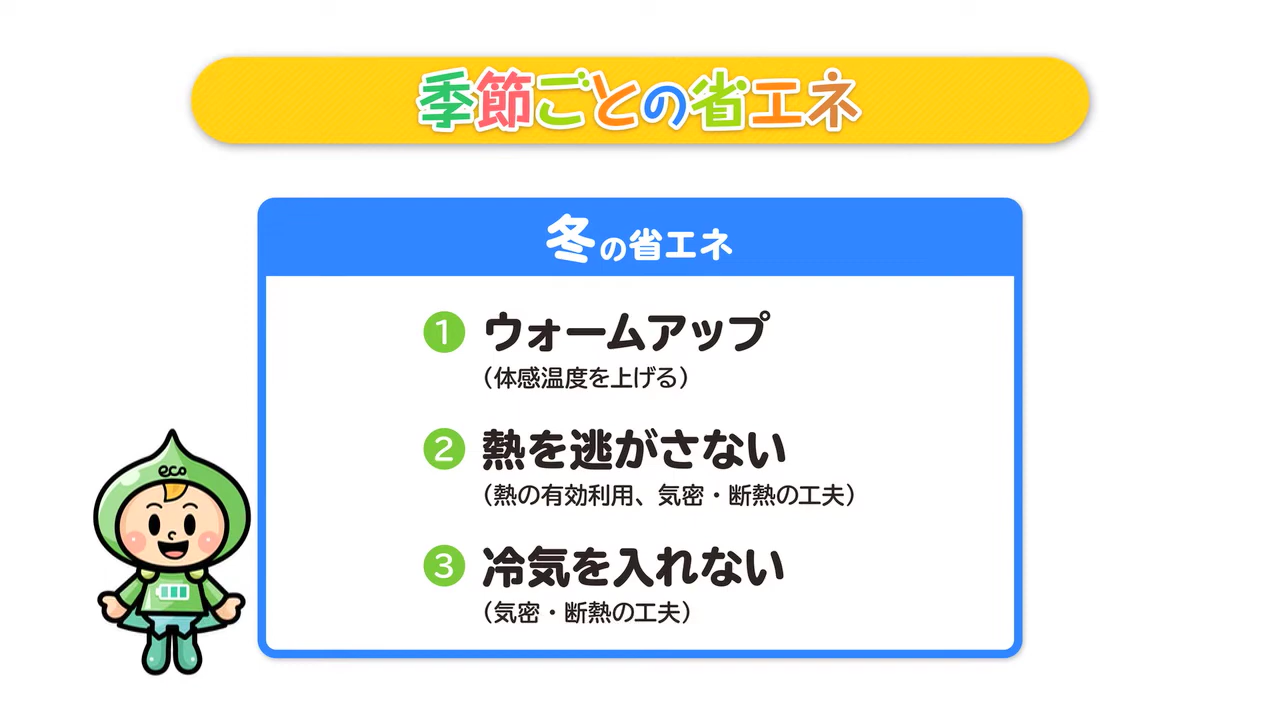 季節ごとの省エネ
冬の省エネ
1 ウォームアップ
(体感温度を上げる)
2 熱を逃がさない
(熱の有効利用、気密・断熱の工夫)
3 冷気を入れない
(気密・断熱の工夫)
eco